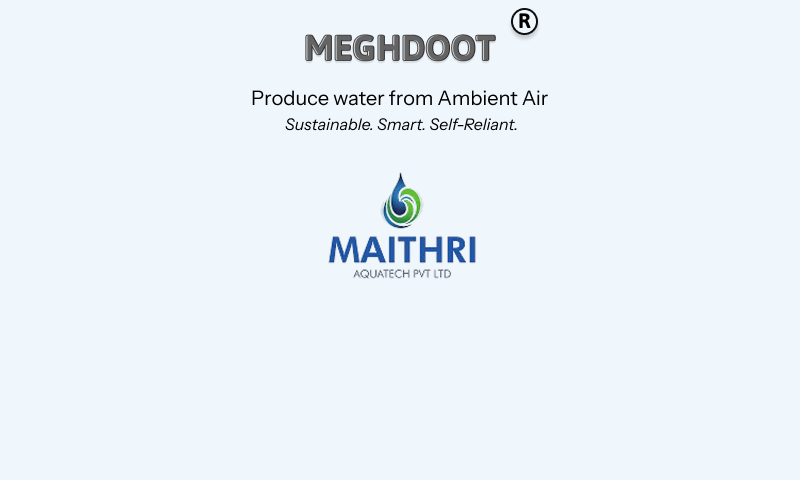 MEGHDOOT ®
Produce water from Ambient Air
Sustainable. Smart. Self-Reliant.
MAITHRI
AQUATECH PVT LTD